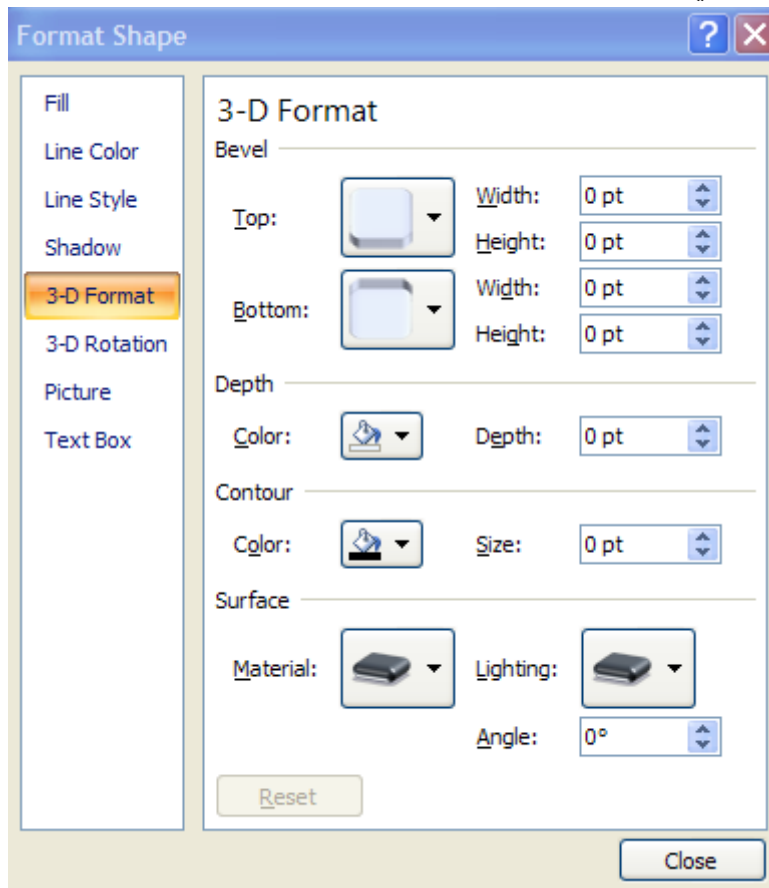 Format Shape ?
Fill
Line Color
Line Style
Shadow
3-D Format
3-D Rotation
Picture
Text Box
3-D Format
Bevel
Top: Width: 0 pt
Height: 0 pt
Bottom: Width: 0 pt
Height: 0 pt
Depth
Color: Depth: 0 pt
Contour
Color: Size: 0 pt
Surface
Material: Lighting:
Angle: 0°
Reset
Close